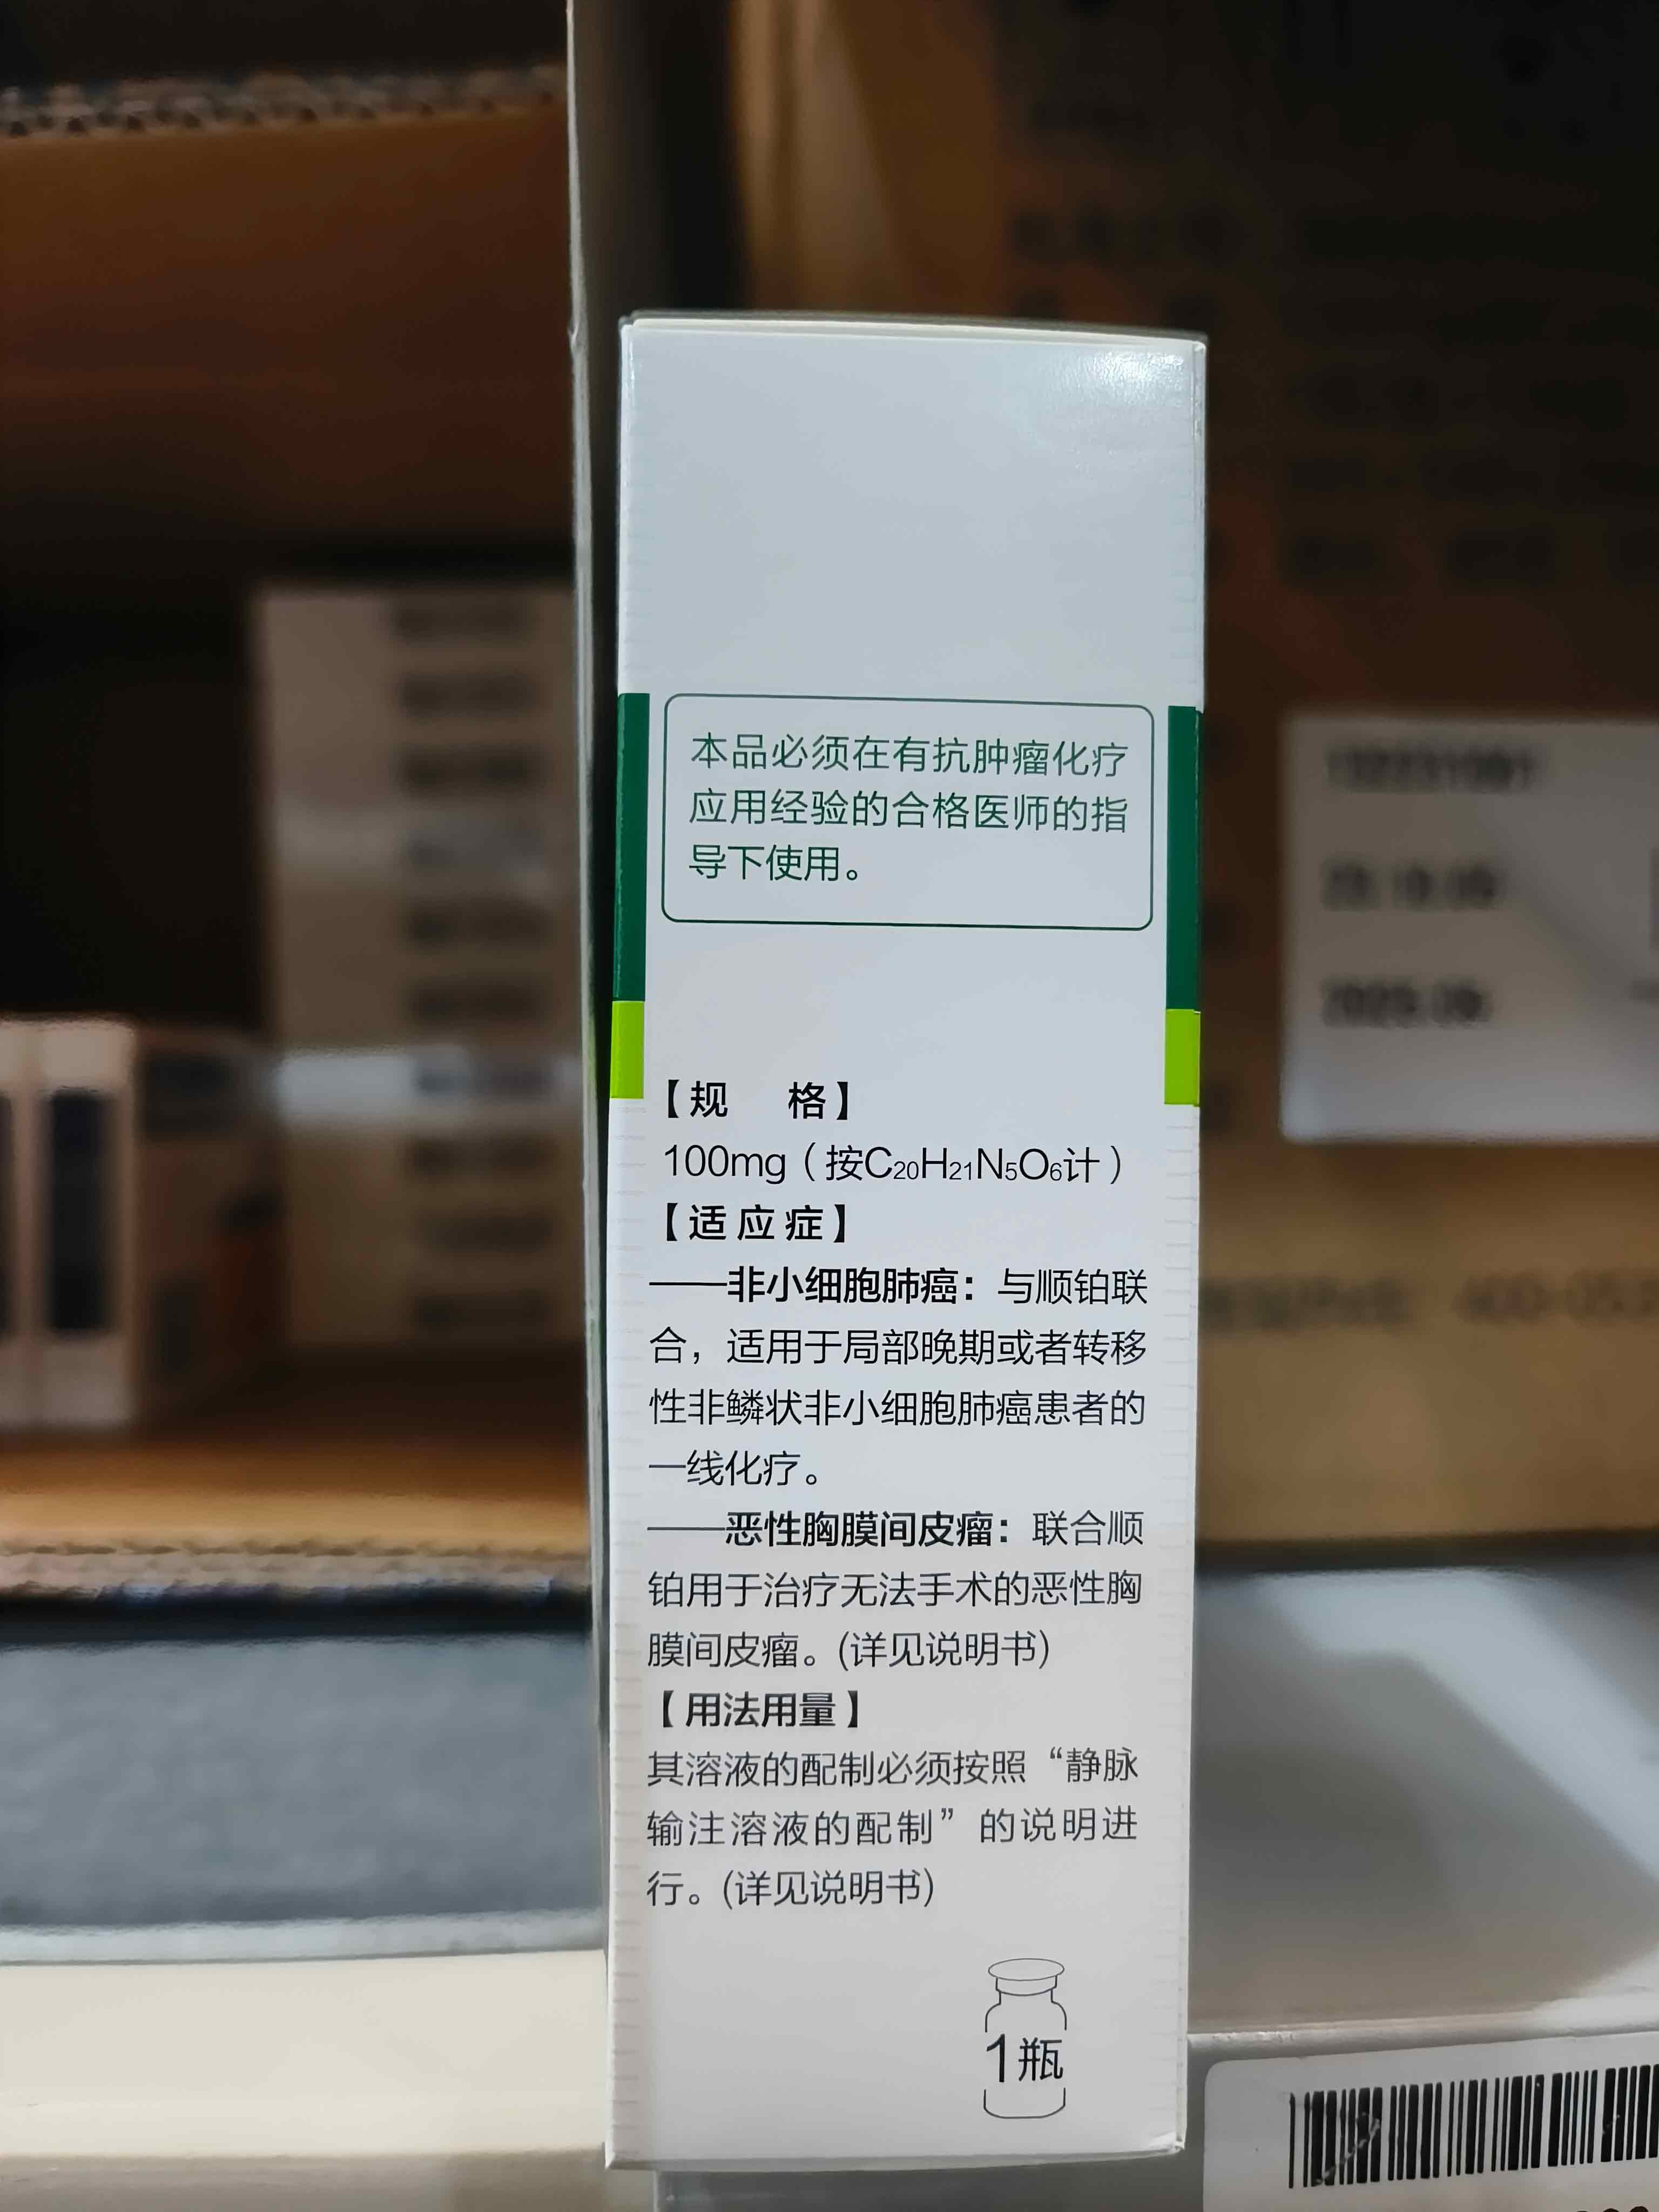 本品必须在有抗肿瘤化疗
应用经验的合格医师的指
导下使用。
【规 格】
100mg（按C₂₀H₂₁N₅O₆计）
【适应症】
——非小细胞肺癌：与顺铂联
合，适用于局部晚期或者转移
性非鳞状非小细胞肺癌患者的
一线化疗。
——恶性胸膜间皮瘤：联合顺
铂用于治疗无法手术的恶性胸
膜间皮瘤。(详见说明书)
【用法用量】
其溶液的配制必须按照“静脉
输注溶液的配制”的说明进
行。(详见说明书)
1瓶